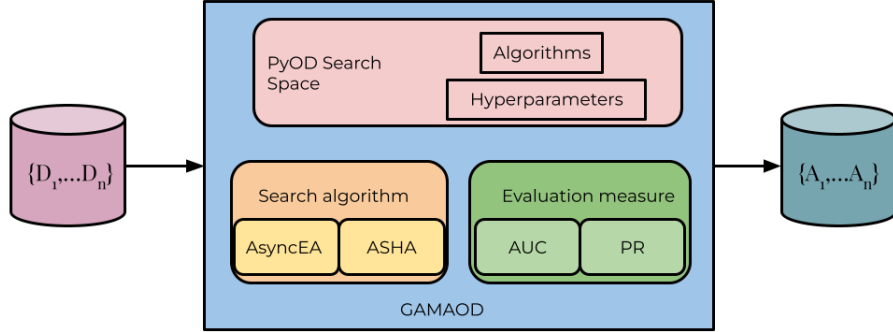 PyOD Search
Space
Algorithms
Hyperparameters
{D₁,...Dₙ}
{A₁,...Aₙ}
Search algorithm
AsyncEA
ASHA
Evaluation measure
AUC
PR
GAMAOD